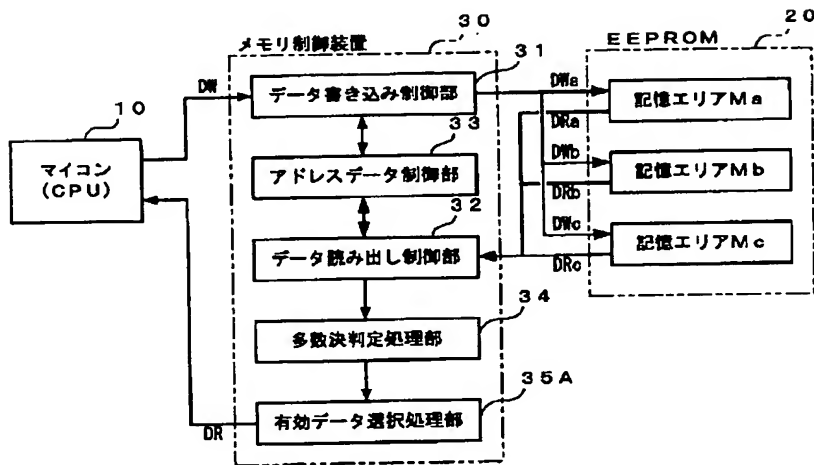 メモリ制御装置
30
EEPROM
20
31
DW
データ書き込み制御部
DWa
記憶エリアMa
DRa
10
33
マイコン
(CPU)
アドレスデータ制御部
DWb
記憶エリアMb
DRb
32
DWc
データ読み出し制御部
記憶エリアMc
DRc
34
多数決判定処理部
35A
有効データ選択処理部
DR